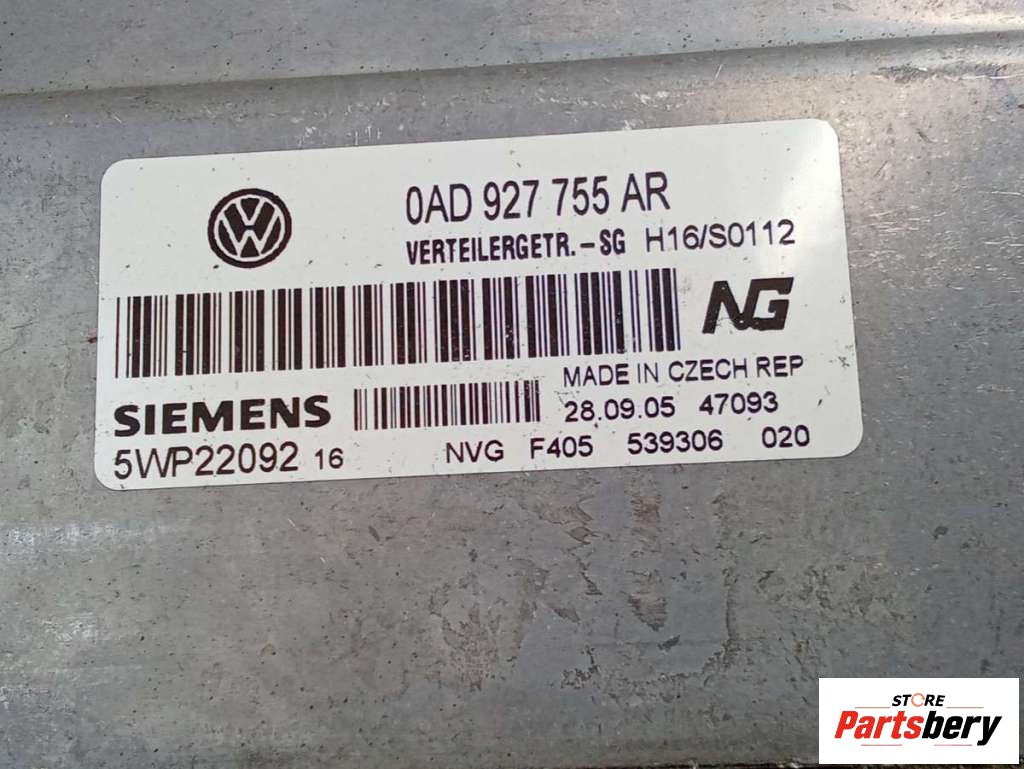 0AD 927 755 AR
VERTEILERGETR.-SG H16/S0112
NG
MADE IN CZECH REP
SIEMENS 28.09.05 47093
5WP22092 16 NVG F405 539306 020
STORE
Partsbery